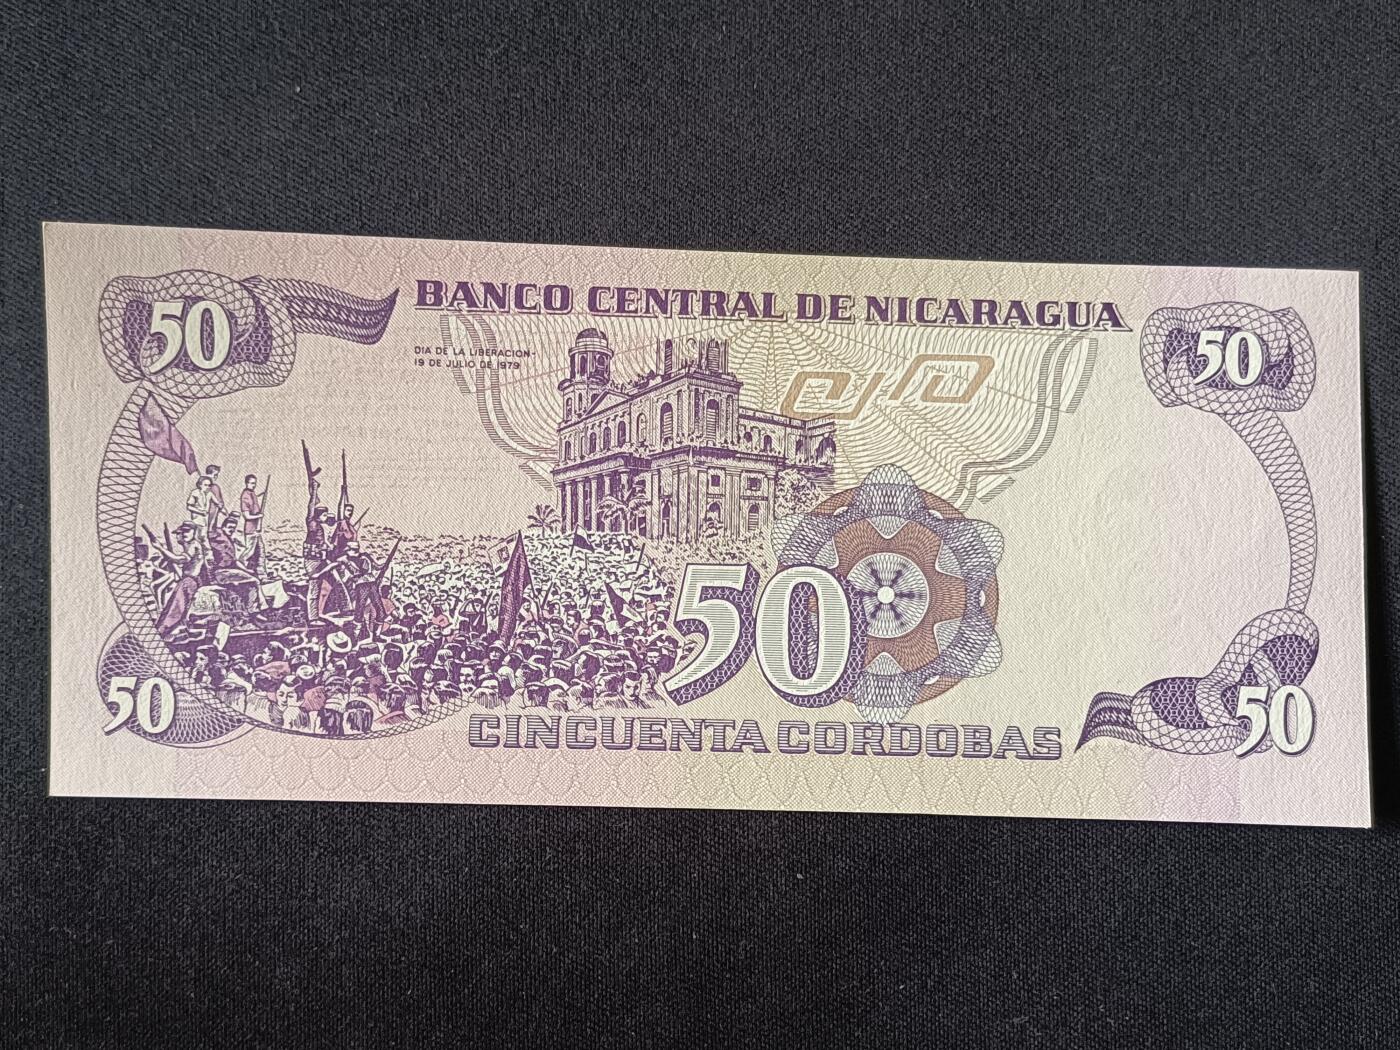 BANCO CENTRAL DE NICARAGUA
50
50
DIA DE LA LIBERACION-
19 DE JULIO DE 1979
50
50
50
CINCUENTA CORDOBAS